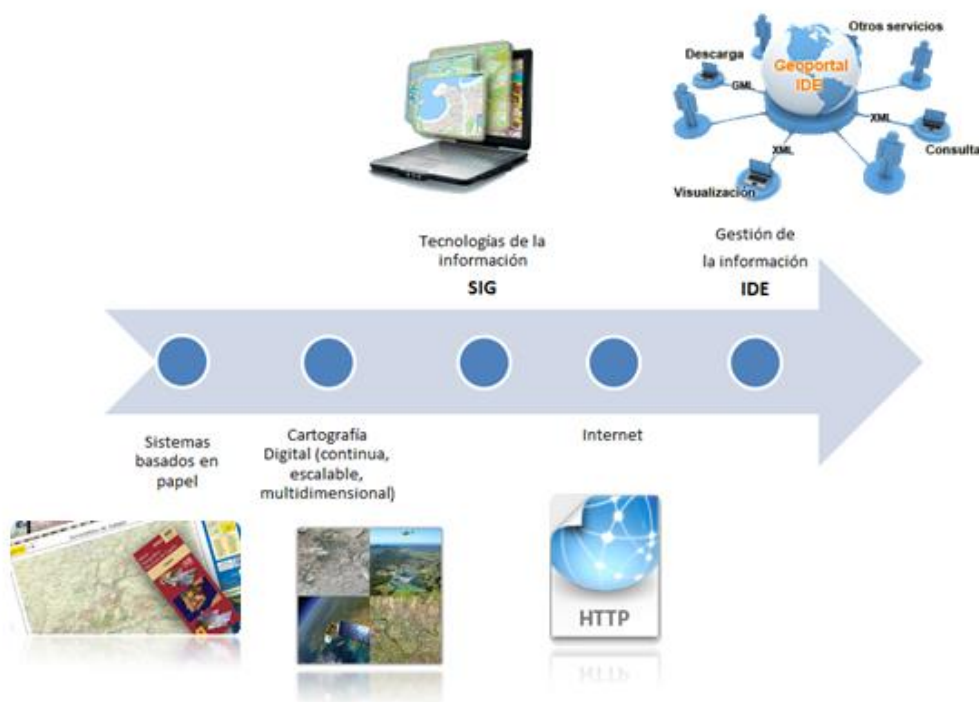 Otros servicios
Descarga
Geoportal
IDE
GML
XML
XML
Consulta
Visualización
Tecnologías de la
información
SIG
Gestión de
la información
IDE
Sistemas
basados en
papel
Cartografía
Digital (continua,
escalable,
multidimensional)
Internet
HTTP